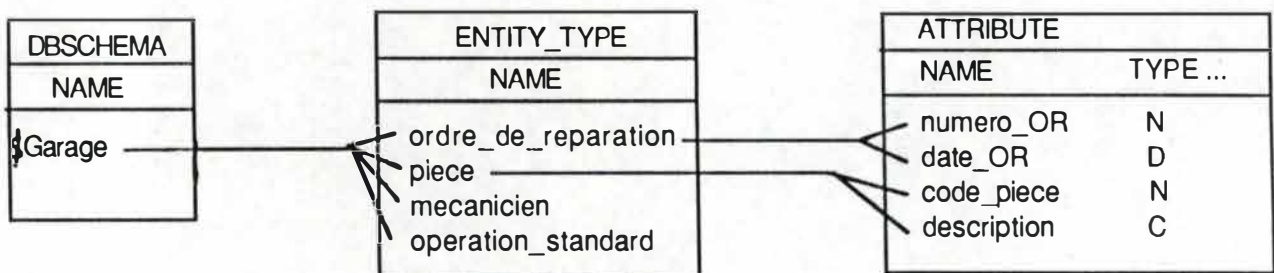 DBSCHEMA
NAME
Garage
ENTITY_TYPE
NAME
ordre_de_reparation
piece
mecanicien
operation_standard
ATTRIBUTE
NAME TYPE ...
numero_OR N
date_OR D
code_piece N
description C